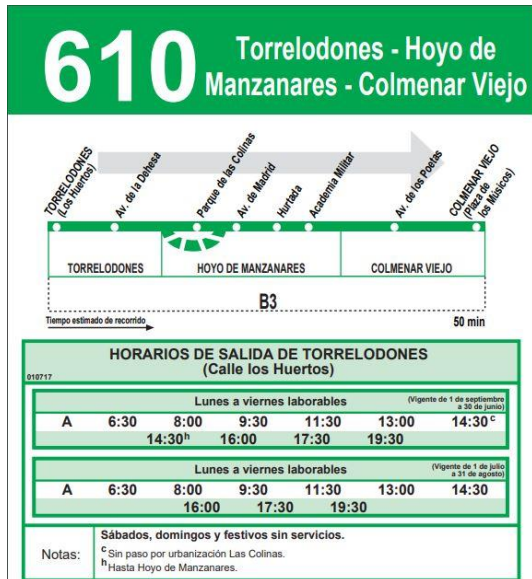 610
Torrelodones - Hoyo de
Manzanares - Colmenar Viejo
TORRELODONES
(Los Huertos)
Av. de la Dehesa
Parque de las Colinas
Av. de Madrid
Hurtada
Academia Militar
Av. de los Poetas
COLMENAR VIEJO
(Plaza de
los Músicos)
TORRELODONES HOYO DE MANZANARES COLMENAR VIEJO
B3
Tiempo estimado de recorrido 50 min
HORARIOS DE SALIDA DE TORRELODONES
(Calle los Huertos)
010717
Lunes a viernes laborables (Vigente de 1 de septiembre
a 30 de junio)
A 6:30 8:00 9:30 11:30 13:00 14:30 c
14:30 h 16:00 17:30 19:30
Lunes a viernes laborables (Vigente de 1 de julio
a 31 de agosto)
A 6:30 8:00 9:30 11:30 13:00 14:30
16:00 17:30 19:30
Notas:
Sábados, domingos y festivos sin servicios.
c Sin paso por urbanización Las Colinas.
h Hasta Hoyo de Manzanares.